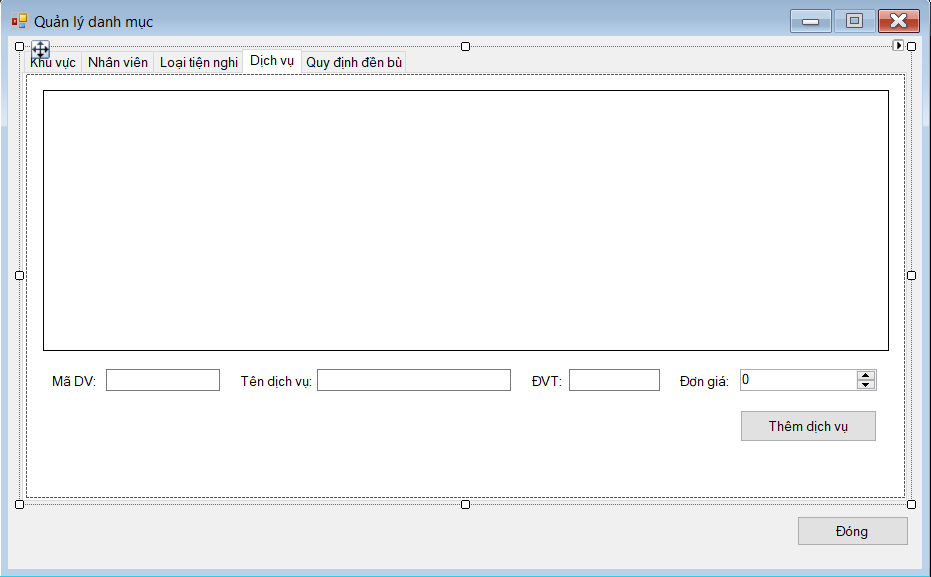 Quản lý danh mục
Khu vực Nhân viên Loại tiện nghi Dịch vụ Quy định đền bù
Mã DV: Tên dịch vụ: ĐVT: Đơn giá: 0
Thêm dịch vụ
Đóng